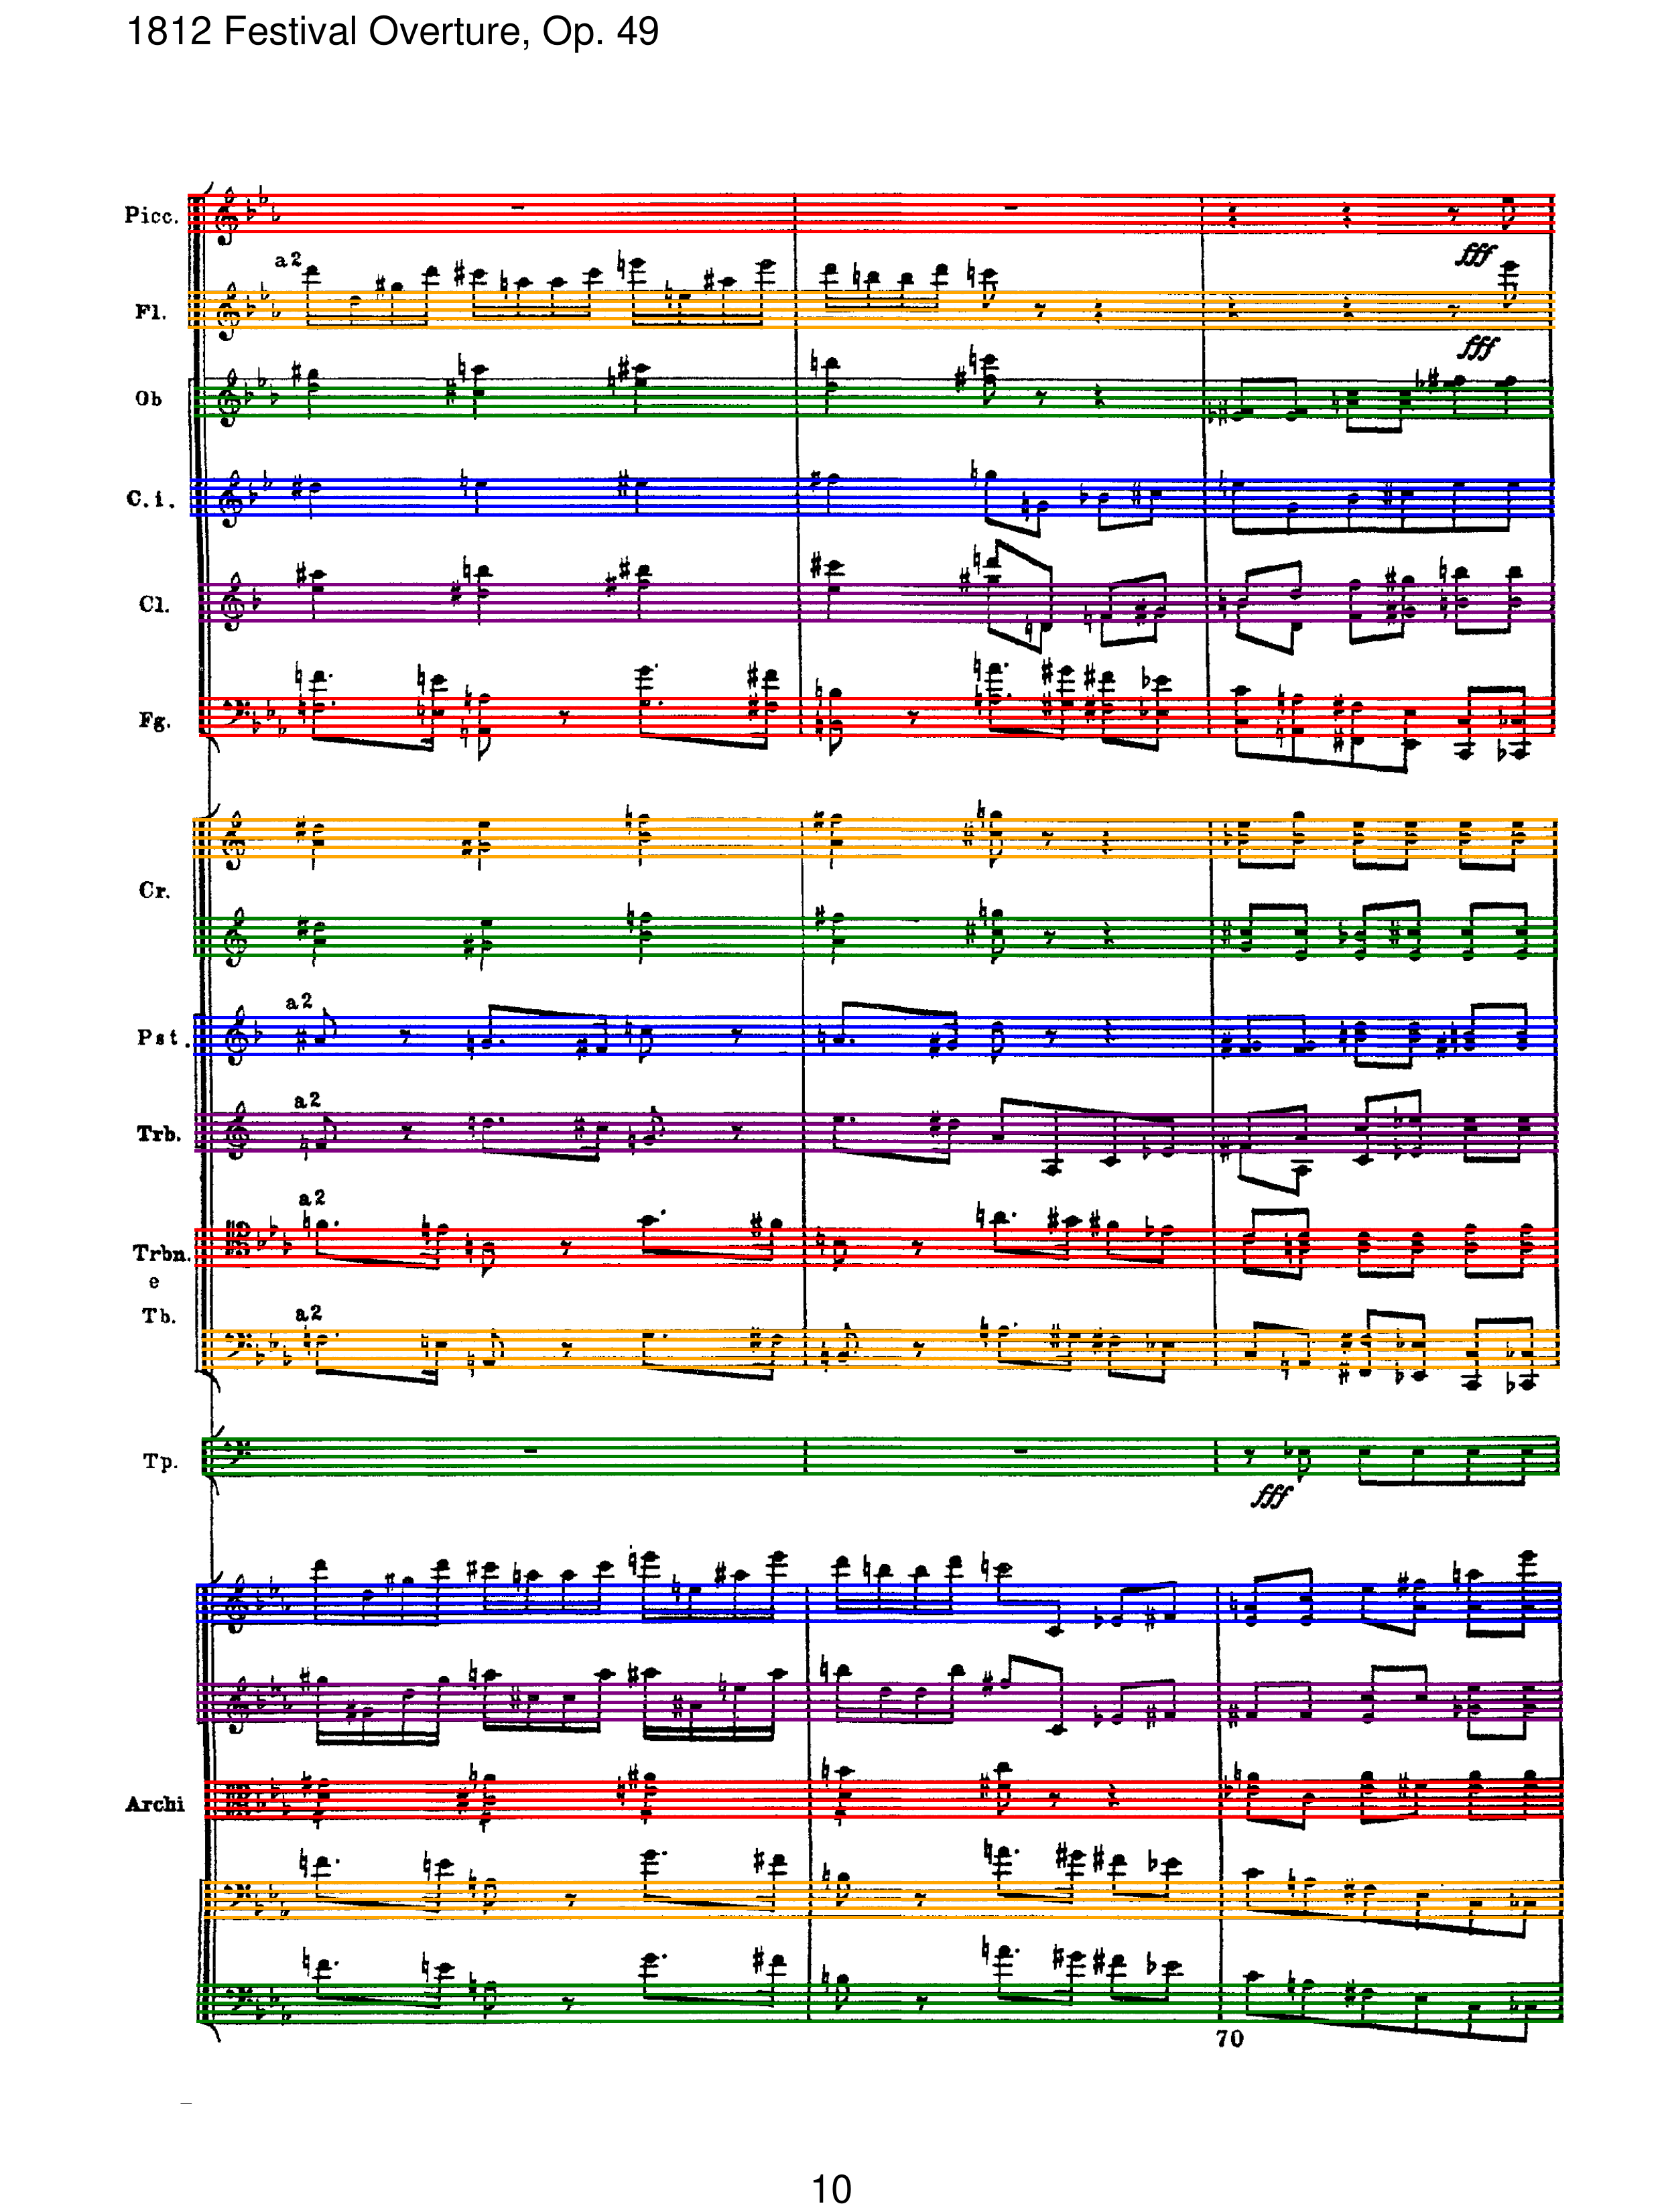 1812 Festival Overture, Op. 49
Picc.
a2
fff
Fl.
fff
Ob
C.i.
Cl.
Fg.
Cr.
a2
Pst.
a2
Trb.
a2
Trbn.
e
a2
Tb.
Tp.
fff
Archi
70
10